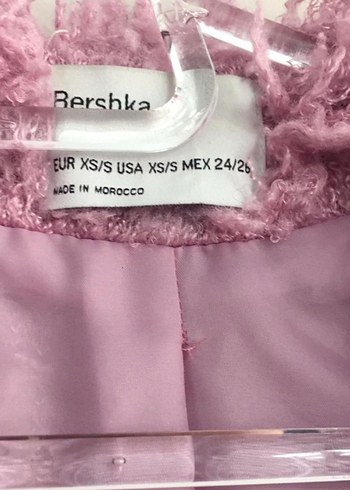 Bershka
EUR XS/S USA XS/S MEX 24/26
MADE IN MOROCCO